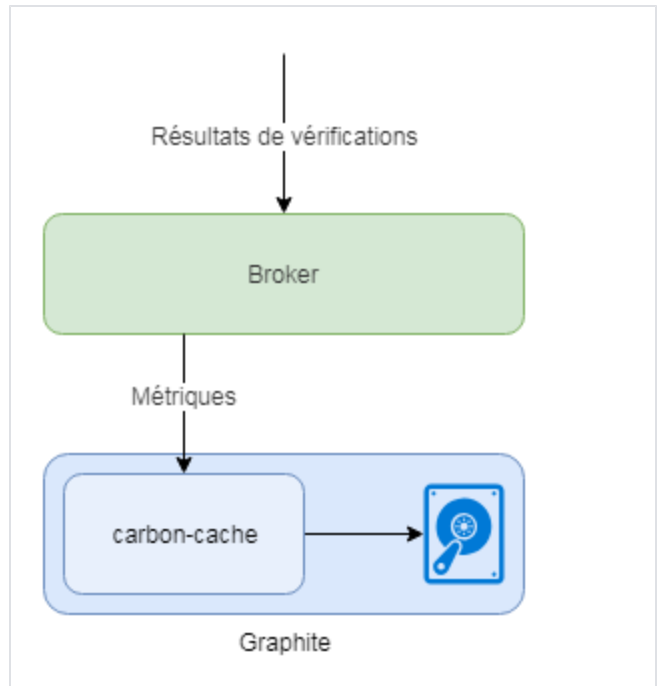 Résultats de vérifications
Broker
Métriques
carbon-cache
Graphite